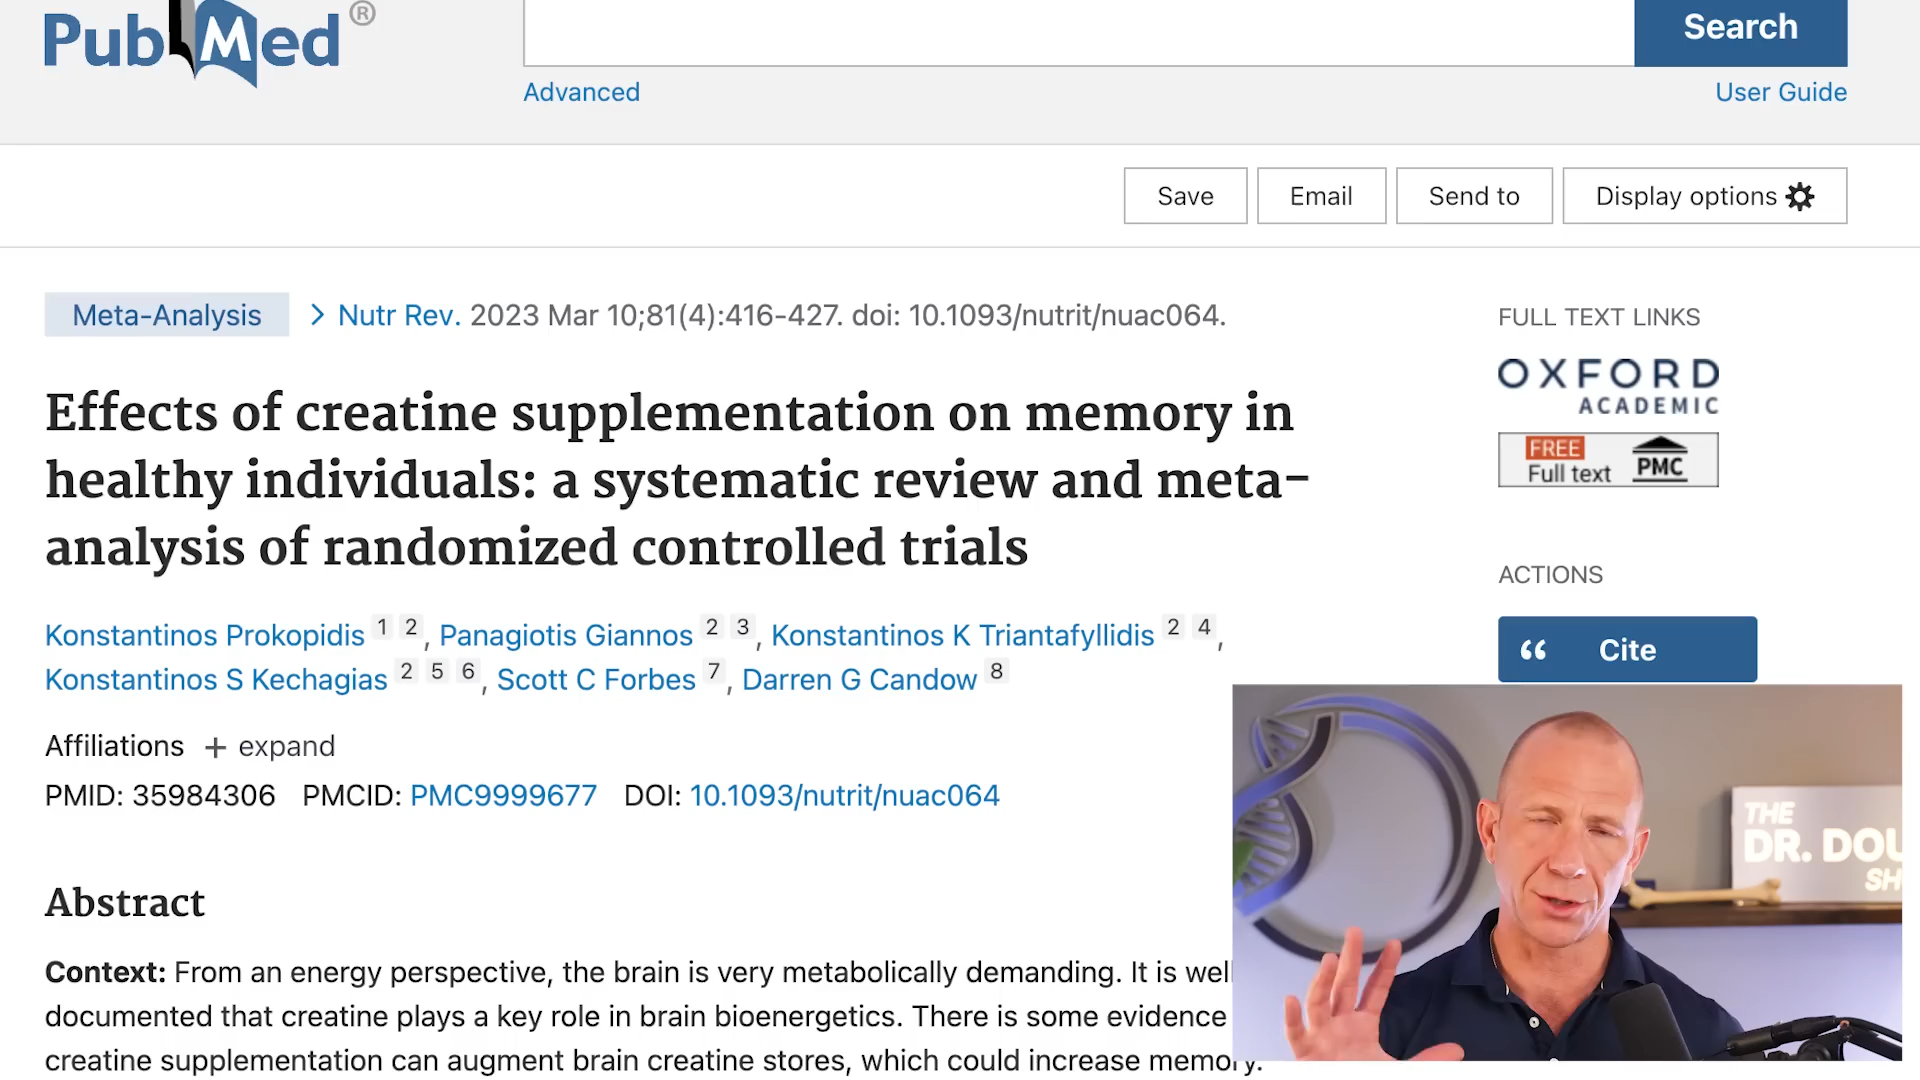 PubMed®
Search
Advanced
User Guide
Save
Email
Send to
Display options
Meta-Analysis
Nutr Rev. 2023 Mar 10;81(4):416-427. doi: 10.1093/nutrit/nuac064.
Effects of creatine supplementation on memory in
healthy individuals: a systematic review and meta-
analysis of randomized controlled trials
Konstantinos Prokopidis 1 2, Panagiotis Giannos 2 3, Konstantinos K Triantafyllidis 2 4,
Konstantinos S Kechagias 2 5 6, Scott C Forbes 7, Darren G Candow 8
Affiliations + expand
PMID: 35984306 PMCID: PMC9999677 DOI: 10.1093/nutrit/nuac064
Abstract
Context: From an energy perspective, the brain is very metabolically demanding. It is well
documented that creatine plays a key role in brain bioenergetics. There is some evidence
creatine supplementation can augment brain creatine stores, which could increase memory.
FULL TEXT LINKS
OXFORD
ACADEMIC
FREE
Full text
PMC
ACTIONS
“ Cite
THE
DR. DOU
SH